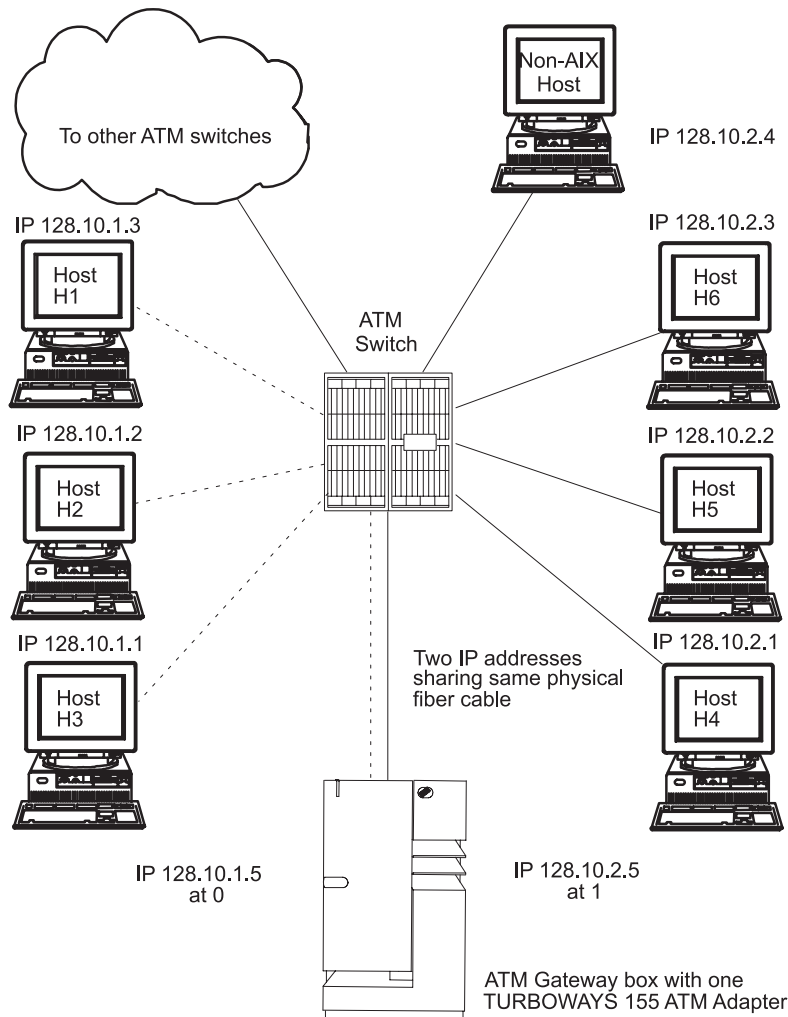 To other ATM switches
Non-AIX
Host
IP 128.10.2.4
IP 128.10.1.3
Host
H1
IP 128.10.2.3
Host
H6
ATM
Switch
IP 128.10.1.2
Host
H2
IP 128.10.2.2
Host
H5
IP 128.10.1.1
Host
H3
IP 128.10.2.1
Host
H4
Two IP addresses
sharing same physical
fiber cable
IP 128.10.1.5
at 0
IP 128.10.2.5
at 1
ATM Gateway box with one
TURBOWAYS 155 ATM Adapter